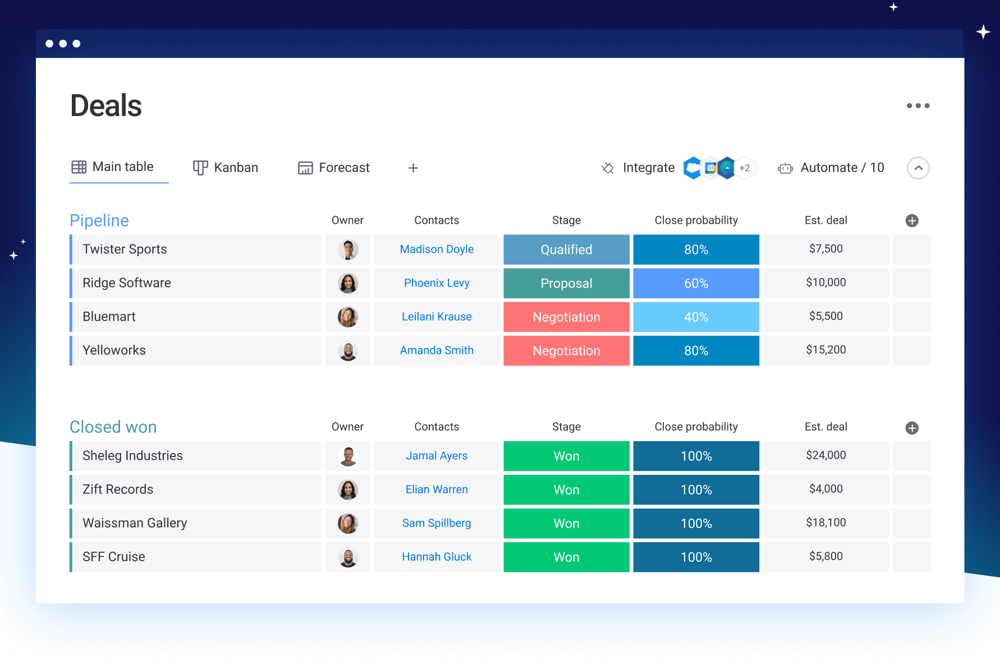 Deals
Main table Kanban Forecast + Integrate 31 +2 Automate / 10
Pipeline Owner Contacts Stage Close probability Est. deal
Twister Sports Madison Doyle Qualified 80% $7,500
Ridge Software Phoenix Levy Proposal 60% $10,000
Bluemart Leilani Krause Negotiation 40% $5,500
Yelloworks Amanda Smith Negotiation 80% $15,200
Closed won Owner Contacts Stage Close probability Est. deal
Sheleg Industries Jamal Ayers Won 100% $24,000
Zift Records Elian Warren Won 100% $4,000
Waissman Gallery Sam Spillberg Won 100% $18,100
SFF Cruise Hannah Gluck Won 100% $5,800